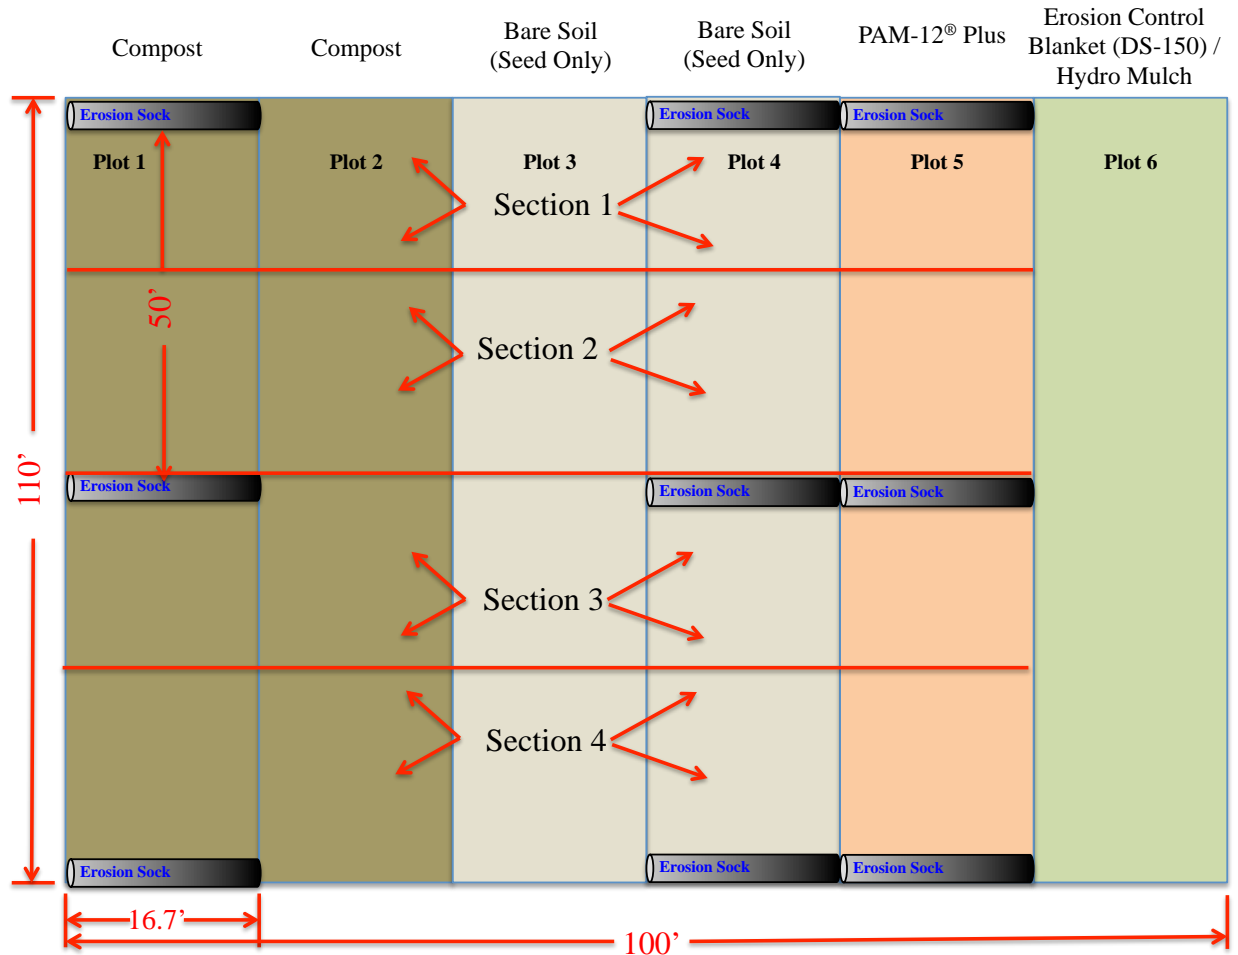 Compost
Compost
Bare Soil
(Seed Only)
Bare Soil
(Seed Only)
PAM-12® Plus
Erosion Control
Blanket (DS-150) /
Hydro Mulch
Erosion Sock
Erosion Sock
Erosion Sock
Plot 1
Plot 2
Plot 3
Plot 4
Plot 5
Plot 6
Section 1
50’
Section 2
110’
Erosion Sock
Erosion Sock
Erosion Sock
Section 3
Section 4
Erosion Sock
Erosion Sock
Erosion Sock
16.7’
100’